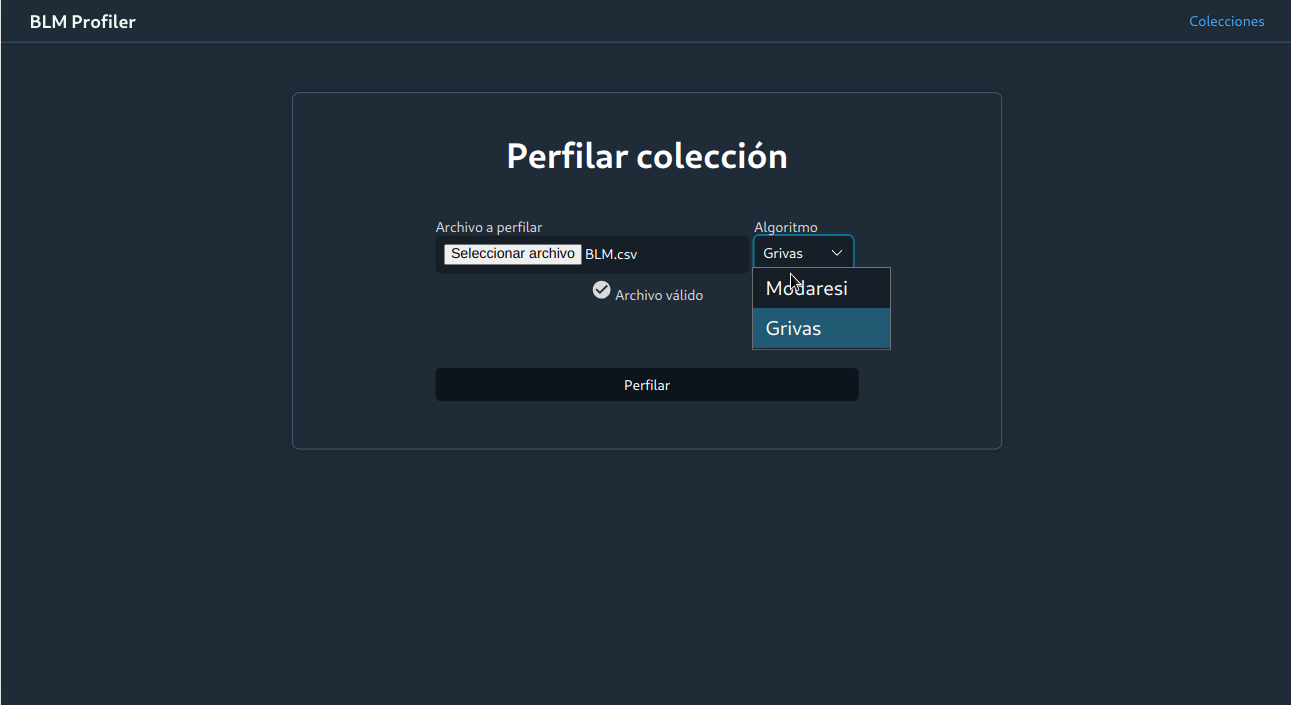 BLM Profiler
Colecciones
Perfilar colección
Archivo a perfilar
Algoritmo
Seleccionar archivo BLM.csv
Grivas
Archivo válido
Modaresi
Grivas
Perfilar